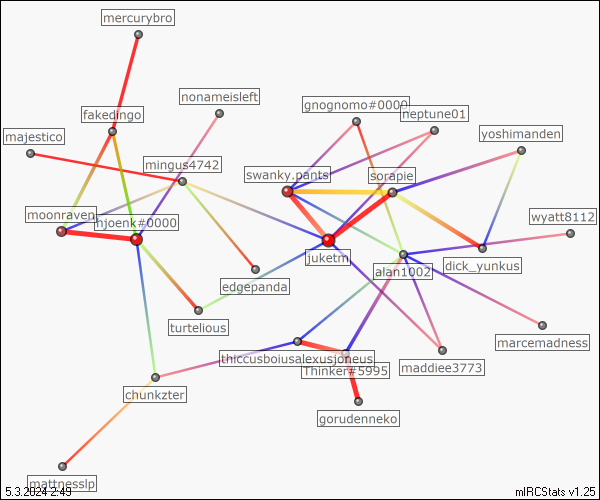 mercurybro
nonameisleft
gnognomo#0000
fakedingo
neptune01
majestico
yoshimanden
mingus4742
swanky.pants
sorapie
moonraven
hjoenk#0000
wyatt8112
juketm
alan1002
dick_yunkus
edgepanda
turtelious
marcemadness
thiccusboiusalexusjoneus
Thinker#5995
maddiee3773
chunkzter
gorudenneko
mattnesslp
5.3.2024 2:49
mIRCStats v1.25